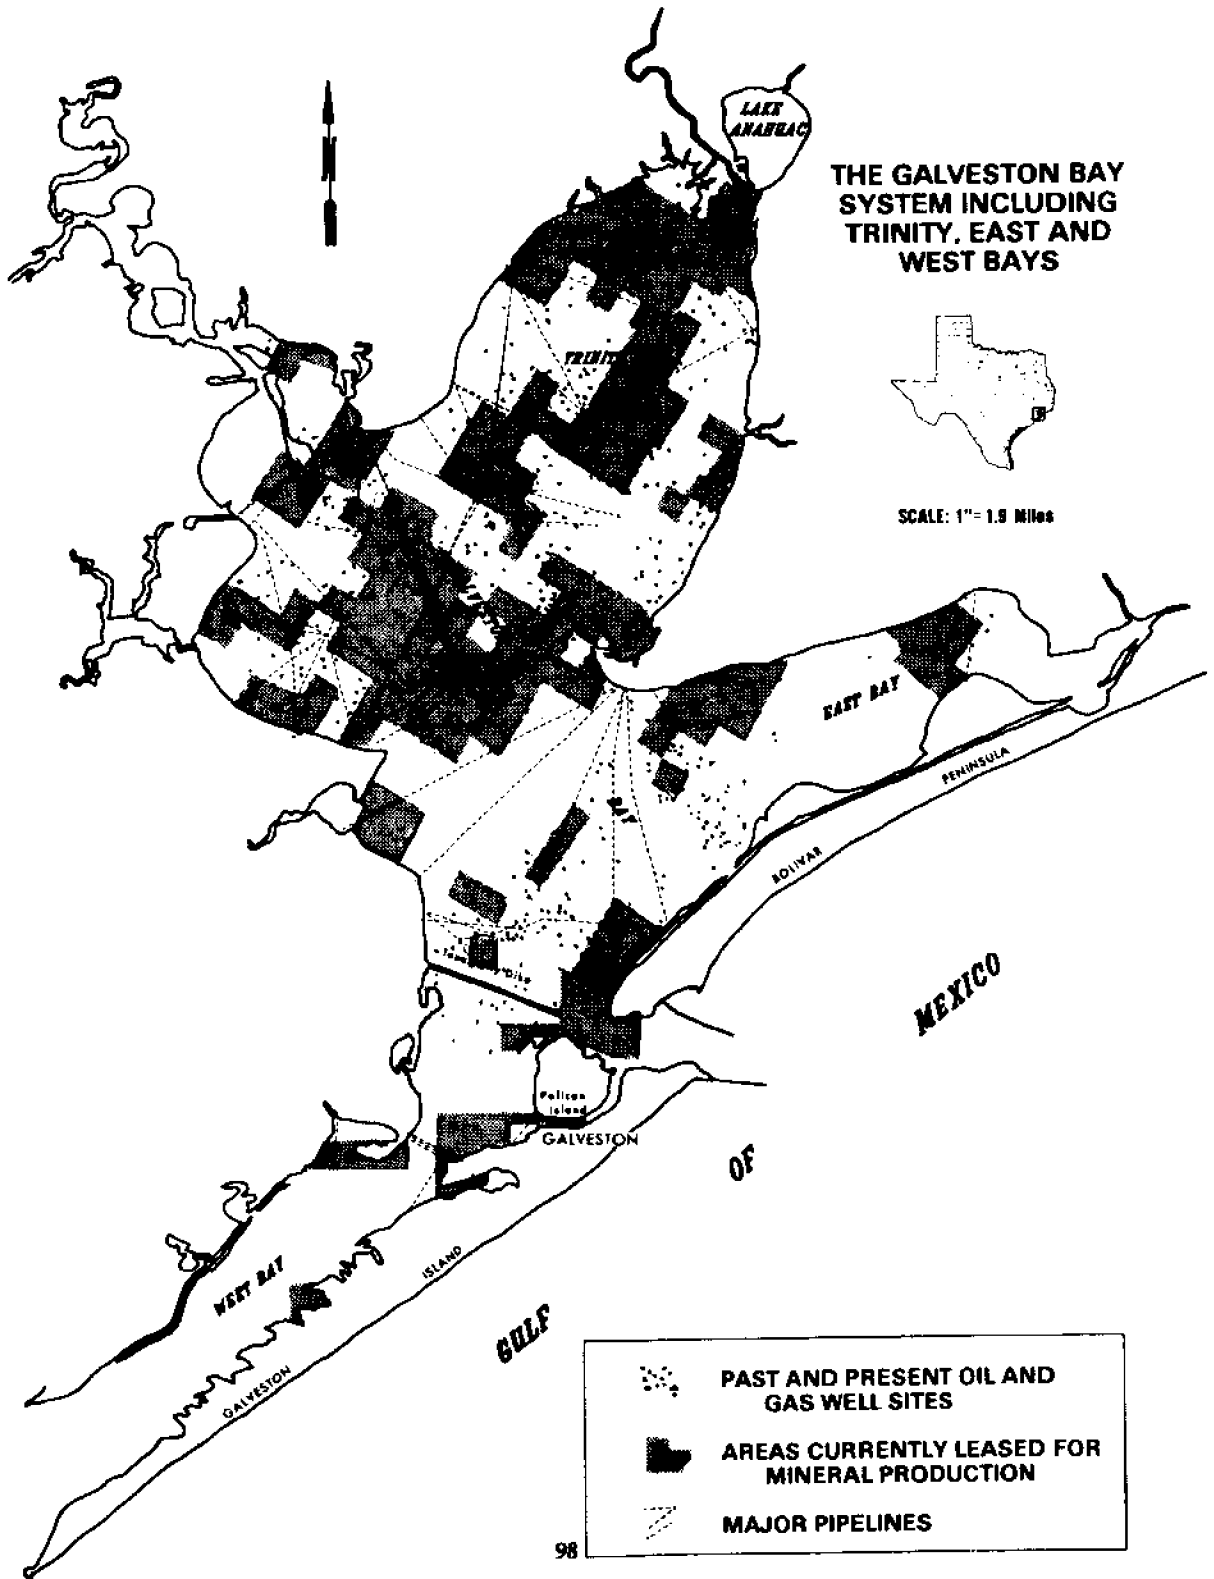 LAKE
ANAHUAC
THE GALVESTON BAY
SYSTEM INCLUDING
TRINITY, EAST AND
WEST BAYS
SCALE: 1"= 1.9 Miles
EAST BAY
PENINSULA
BOLIVAR
BAY
MEXICO
OF
GULF
Pelican
Island
GALVESTON
WEST BAY
ISLAND
GALVESTON
PAST AND PRESENT OIL AND
GAS WELL SITES
AREAS CURRENTLY LEASED FOR
MINERAL PRODUCTION
MAJOR PIPELINES
98